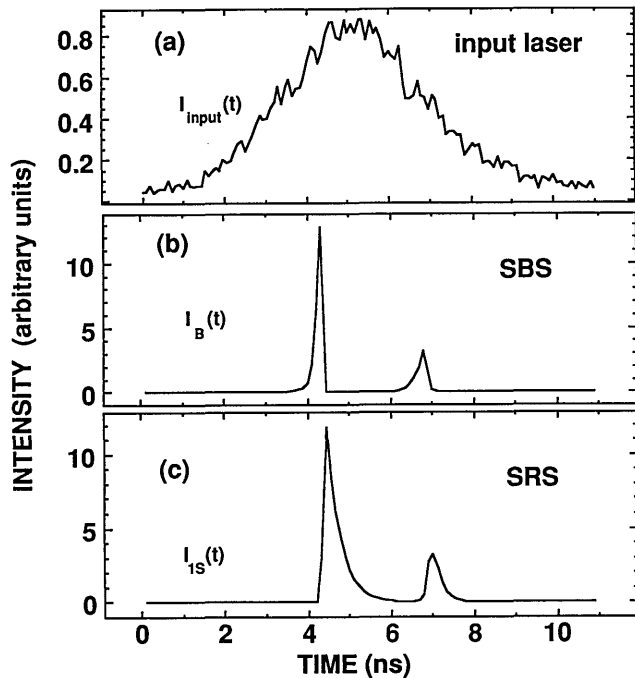 (a)
input laser
I_input(t)
0.8
0.6
0.4
0.2
(b)
SBS
I_B(t)
10
5
0
(c)
SRS
I_1S(t)
10
5
0
0 2 4 6 8 10
TIME (ns)
INTENSITY (arbitrary units)